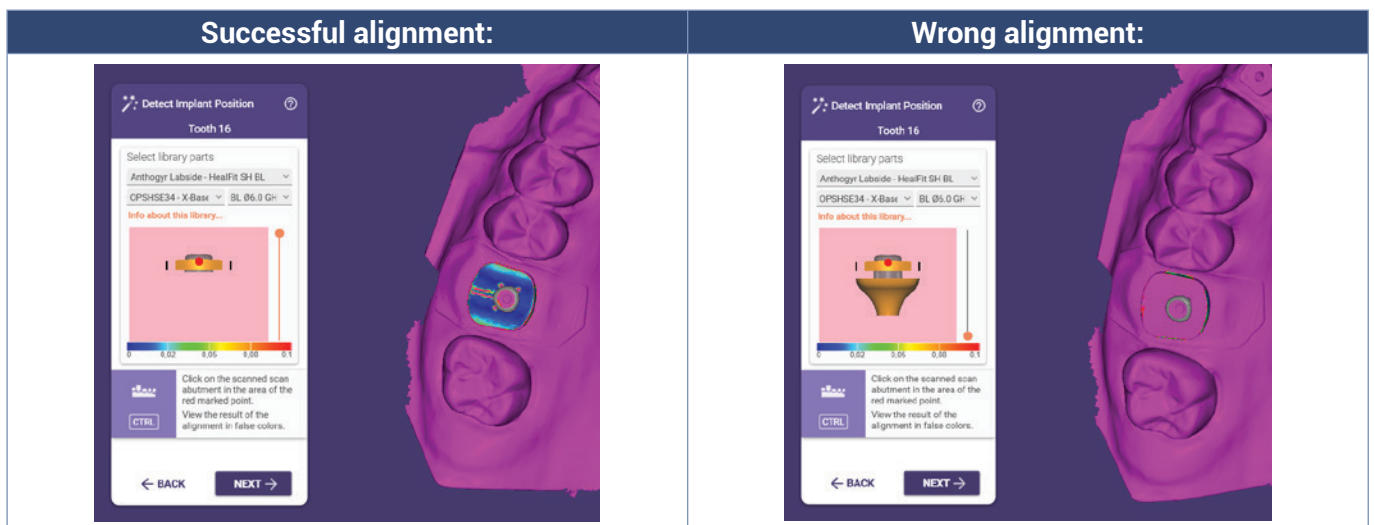 Successful alignment:
Wrong alignment:
Detect Implant Position
Tooth 16
Select library parts
Anthogyr Labside - HealFit SH BL
OPSHSE34 - X-Base
BL Ø6.0 GH
Info about this library...
0 0,02 0,05 0,08 0.1
Click on the scanned scan
abutment in the area of the
red marked point.
CTRL
View the result of the
alignment in false colors.
BACK
NEXT
Detect Implant Position
Tooth 16
Select library parts
Anthogyr Labside - HealFit SH BL
OPSHSE34 - X-Base
BL Ø6.0 GH
Info about this library...
0 0,02 0,05 0,08 0.1
Click on the scanned scan
abutment in the area of the
red marked point.
CTRL
View the result of the
alignment in false colors.
BACK
NEXT